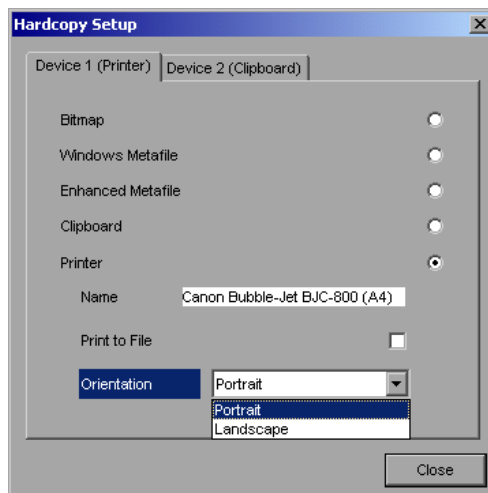 Hardcopy Setup
Device 1 (Printer) Device 2 (Clipboard)
Bitmap
Windows Metafile
Enhanced Metafile
Clipboard
Printer
Name Canon Bubble-Jet BJC-800 (A4)
Print to File
Orientation Portrait
Portrait
Landscape
Close